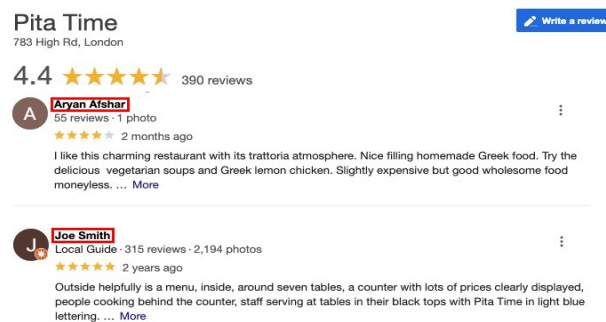 Pita Time
Write a review
783 High Rd, London
4.4 390 reviews
A Aryan Afshar
55 reviews · 1 photo
2 months ago
I like this charming restaurant with its trattoria atmosphere. Nice filling homemade Greek food. Try the
delicious vegetarian soups and Greek lemon chicken. Slightly expensive but good wholesome food
moneyless. ... More
J Joe Smith
Local Guide · 315 reviews · 2,194 photos
2 years ago
Outside helpfully is a menu, inside, around seven tables, a counter with lots of prices clearly displayed,
people cooking behind the counter, staff serving at tables in their black tops with Pita Time in light blue
lettering. ... More